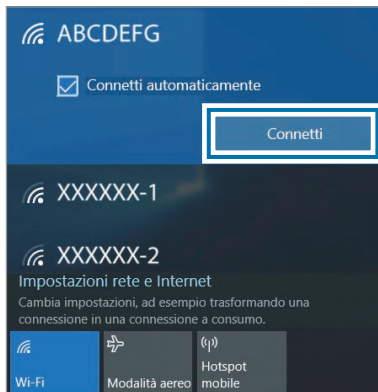 ABCDEFG
Connetti automaticamente
Connetti
XXXXXX-1
XXXXXX-2
Impostazioni rete e Internet
Cambia impostazioni, ad esempio trasformando una
connessione in una connessione a consumo.
Wi-Fi
Modalità aereo
Hotspot
mobile